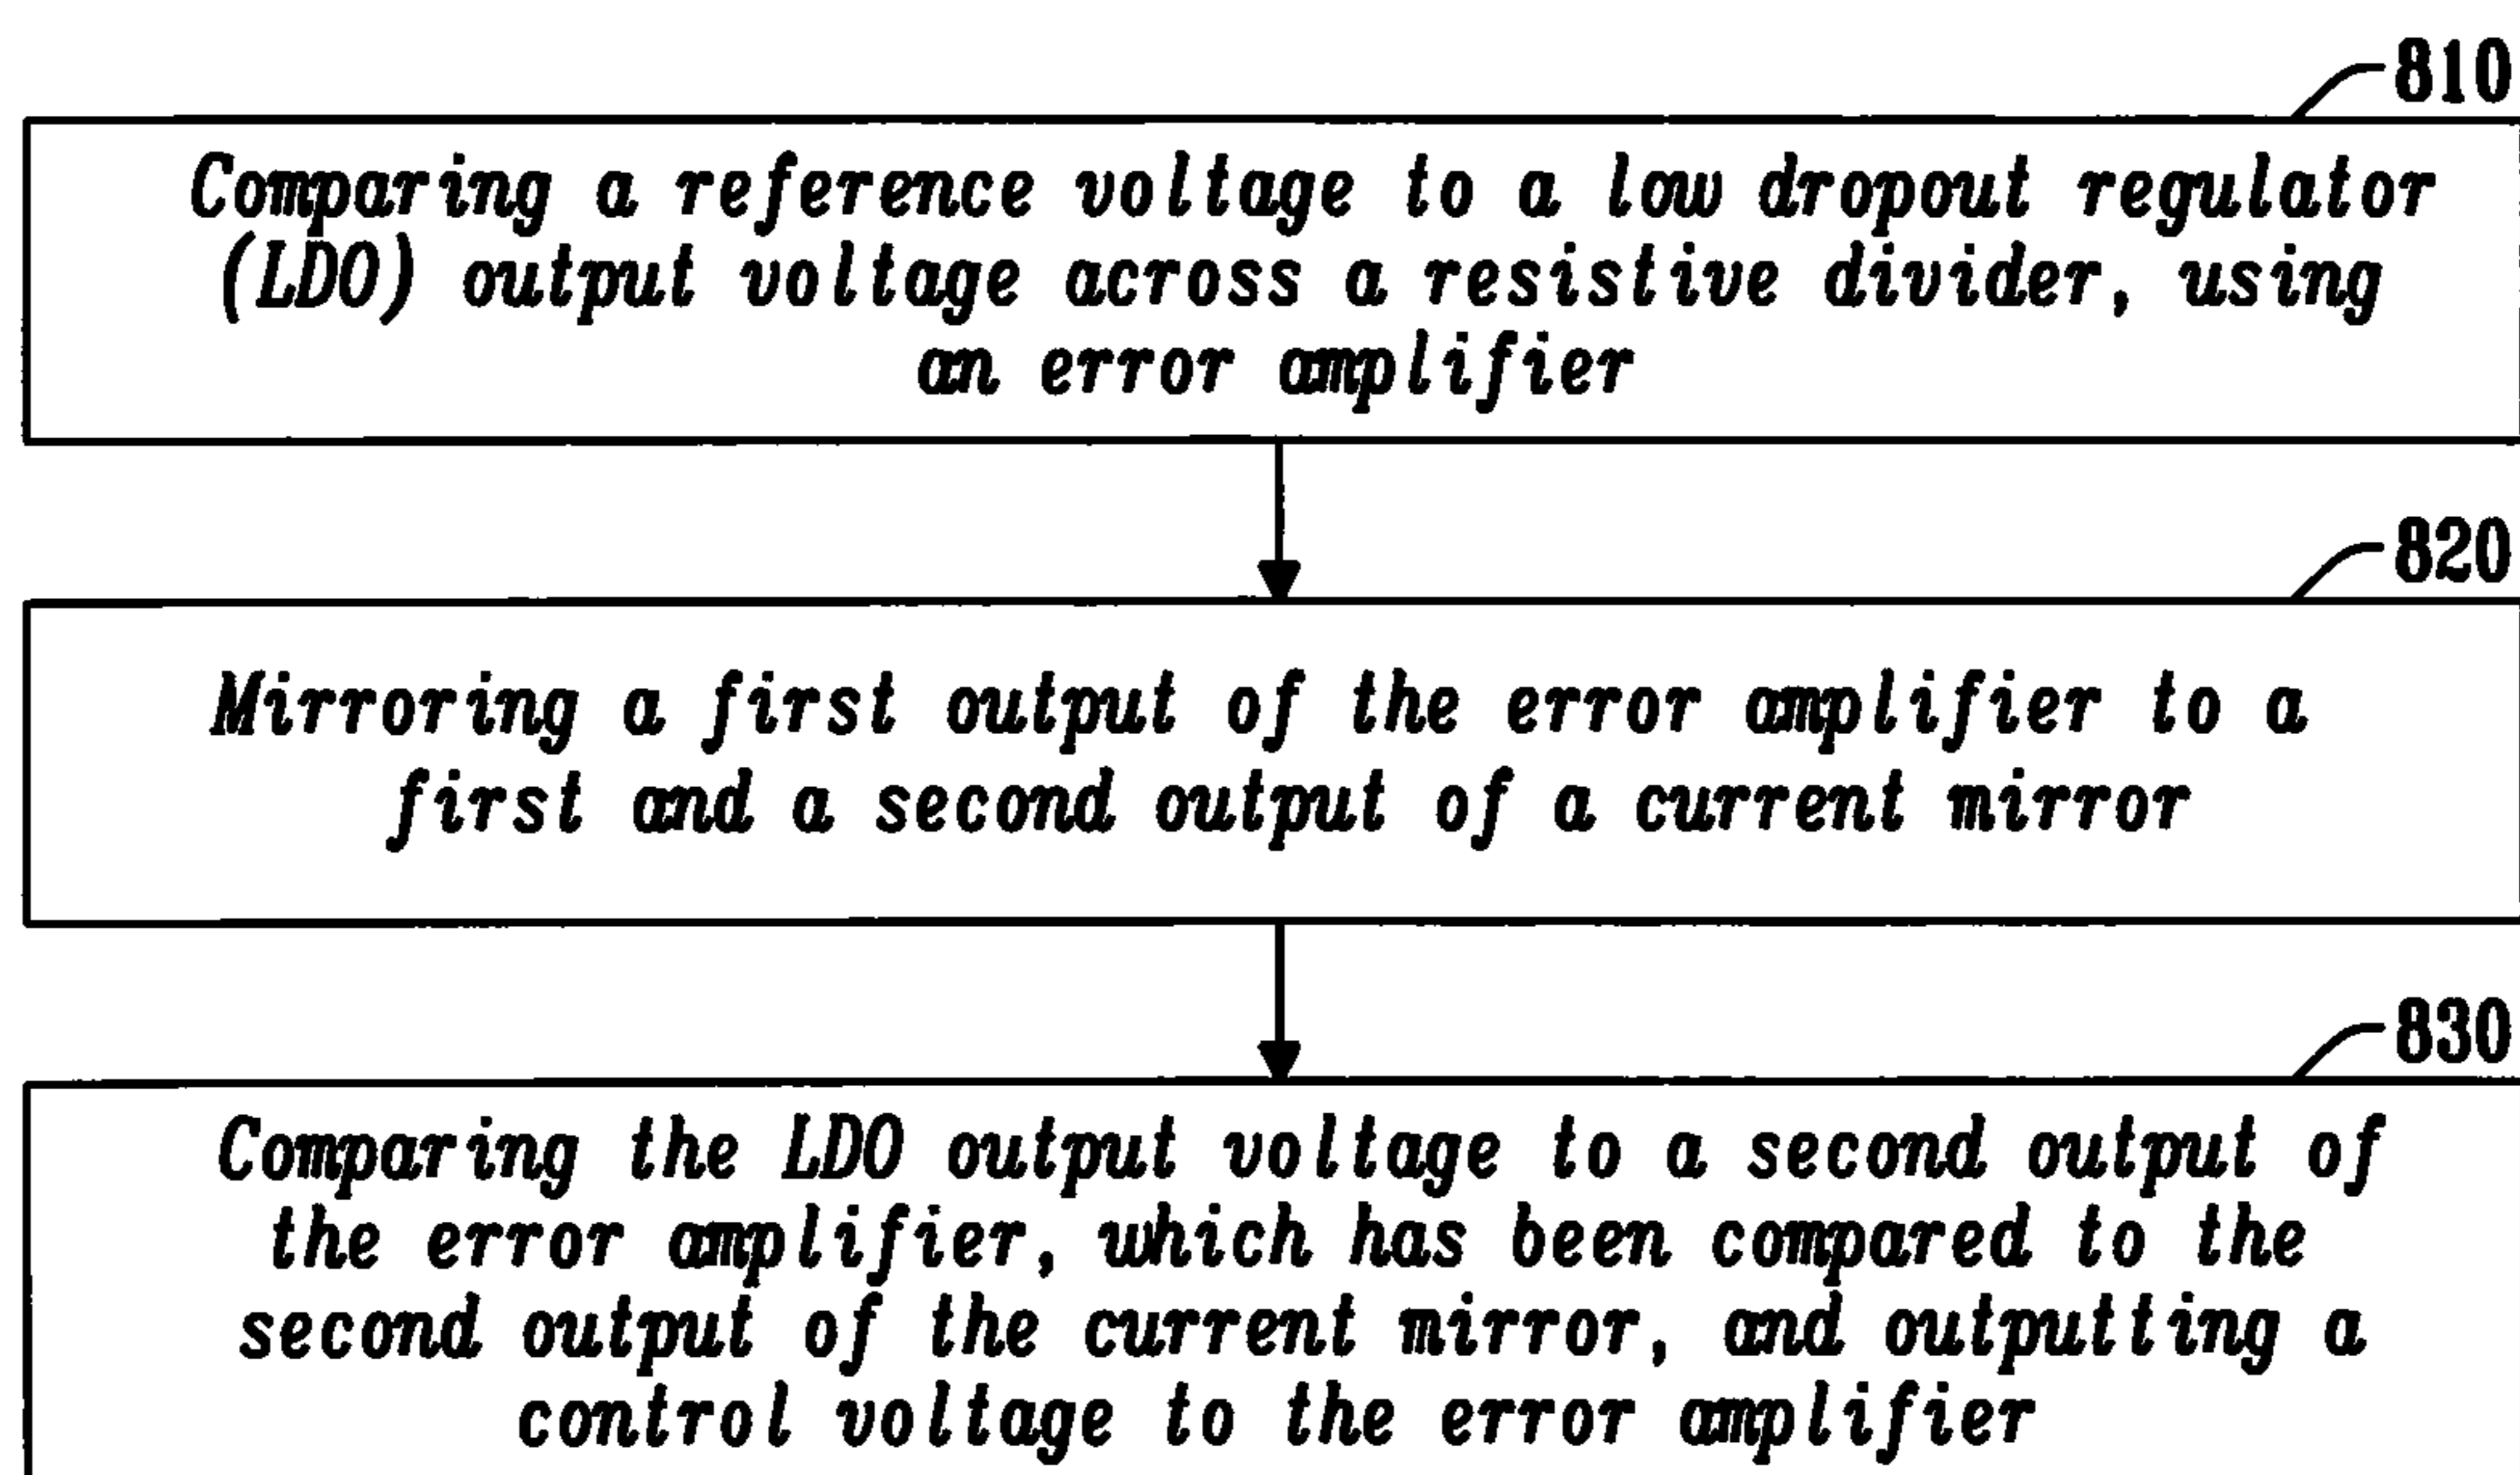 810
Comparing a reference voltage to a low dropout regulator
(LDO) output voltage across a resistive divider, using
an error amplifier
820
Mirroring a first output of the error amplifier to a
first and a second output of a current mirror
830
Comparing the LDO output voltage to a second output of
the error amplifier, which has been compared to the
second output of the current mirror, and outputting a
control voltage to the error amplifier